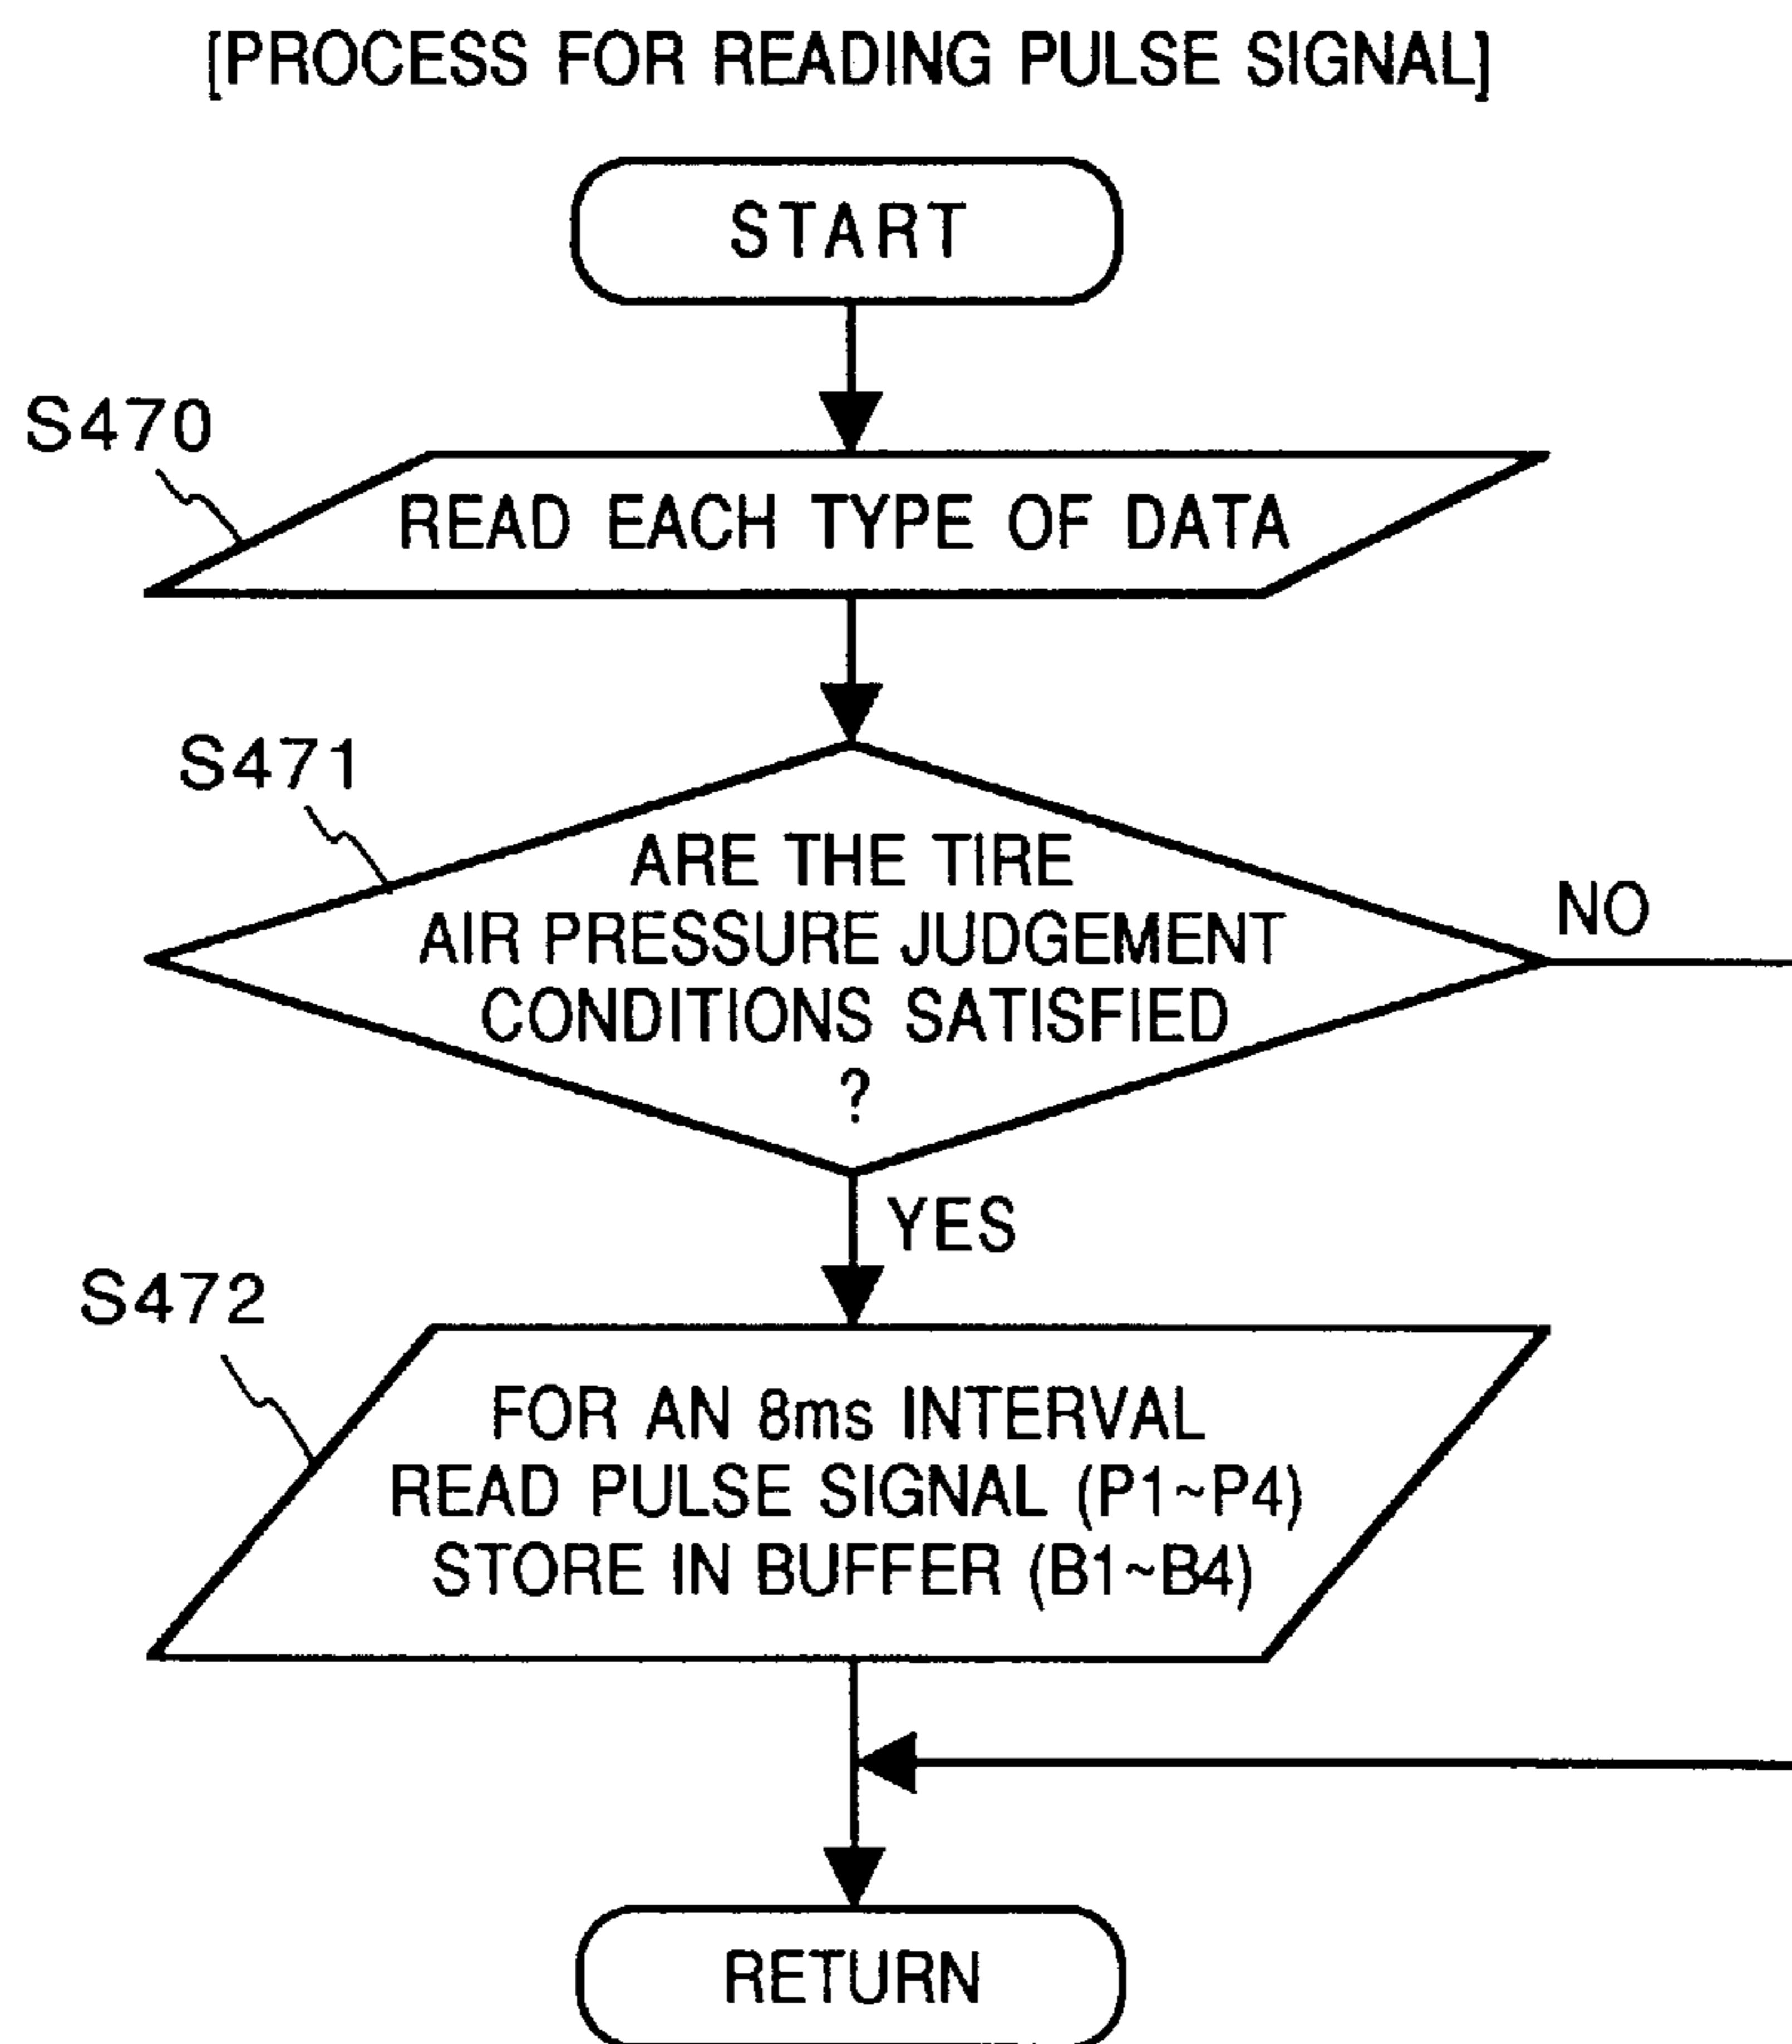 [PROCESS FOR READING PULSE SIGNAL]
START
S470
READ EACH TYPE OF DATA
S471
ARE THE TIRE
AIR PRESSURE JUDGEMENT
CONDITIONS SATISFIED
?
NO
YES
S472
FOR AN 8ms INTERVAL
READ PULSE SIGNAL (P1~P4)
STORE IN BUFFER (B1~B4)
RETURN